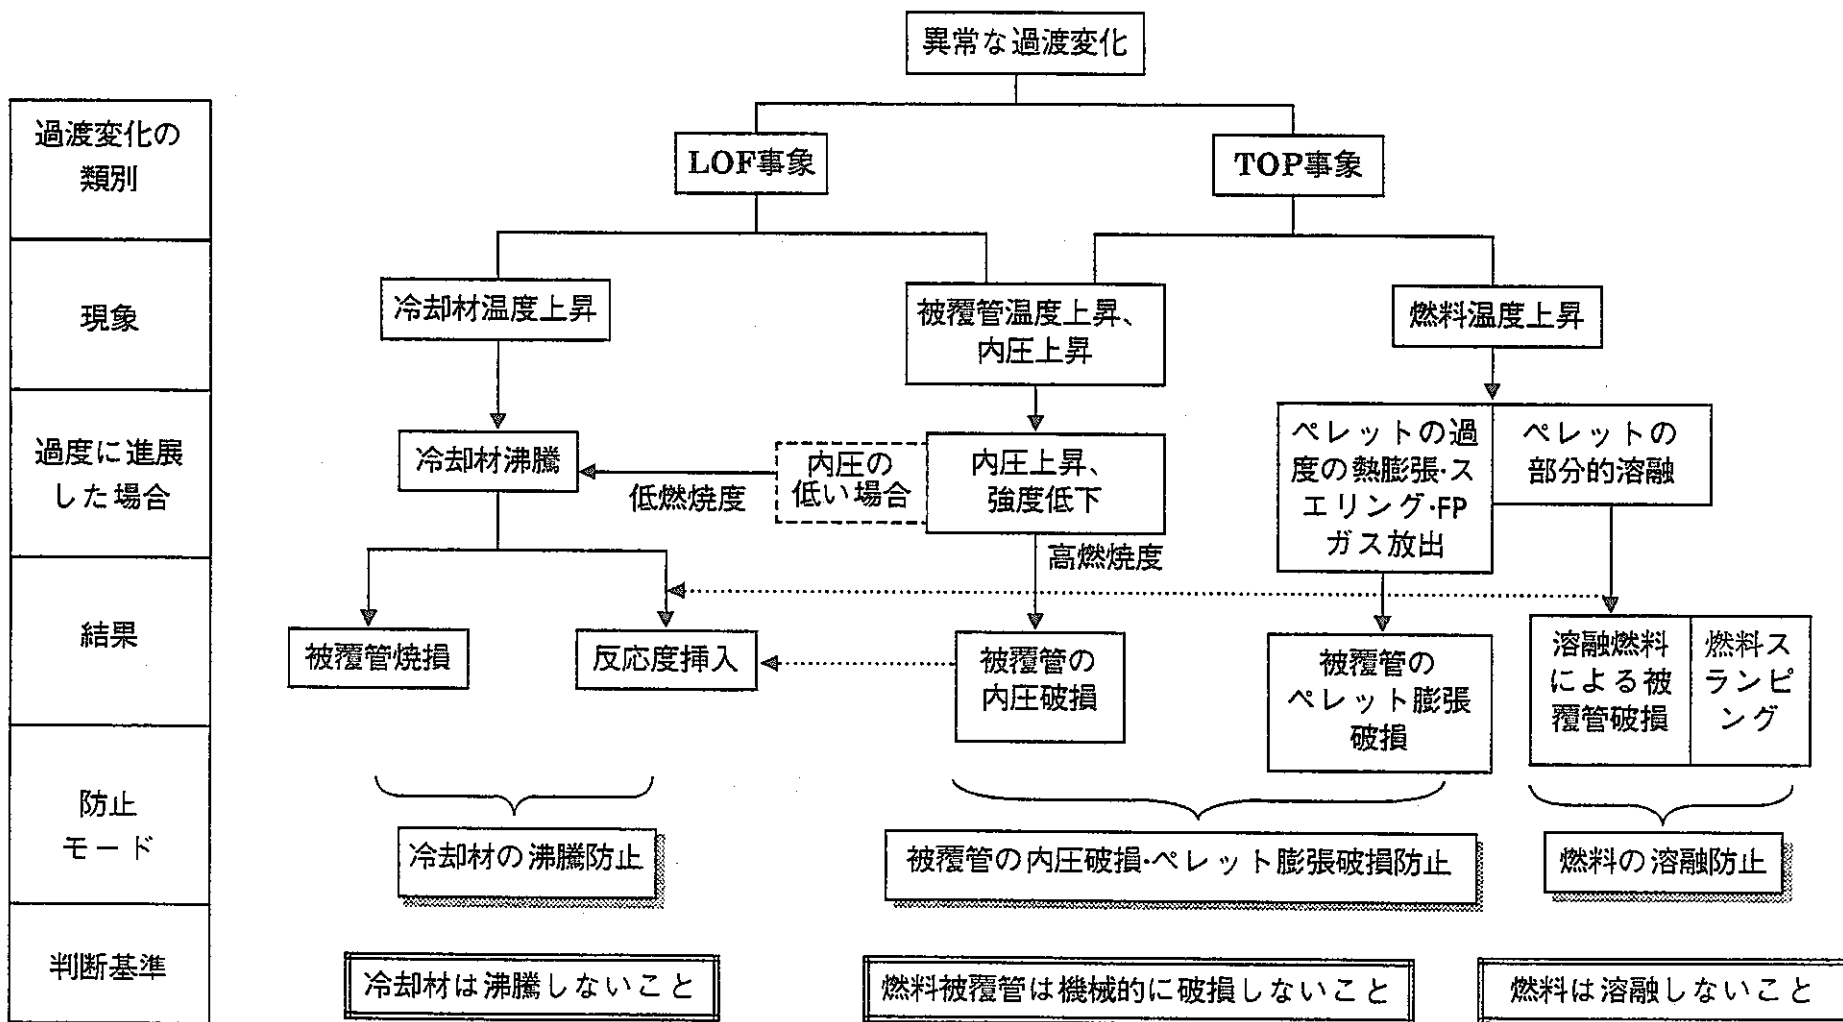 異常な過渡変化
過渡変化の
類別
LOF事象
TOP事象
現象
冷却材温度上昇
被覆管温度上昇、
内圧上昇
燃料温度上昇
過度に進展
した場合
冷却材沸騰
低燃焼度
内圧の
低い場合
内圧上昇、
強度低下
高燃焼度
ペレットの過
度の熱膨張・ス
エリング・FP
ガス放出
ペレットの
部分的溶融
結果
被覆管焼損
反応度挿入
被覆管の
内圧破損
被覆管の
ペレット膨張
破損
溶融燃料
による被
覆管破損
燃料ス
ランピ
ング
防止
モード
冷却材の沸騰防止
被覆管の内圧破損・ペレット膨張破損防止
燃料の溶融防止
判断基準
冷却材は沸騰しないこと
燃料被覆管は機械的に破損しないこと
燃料は溶融しないこと